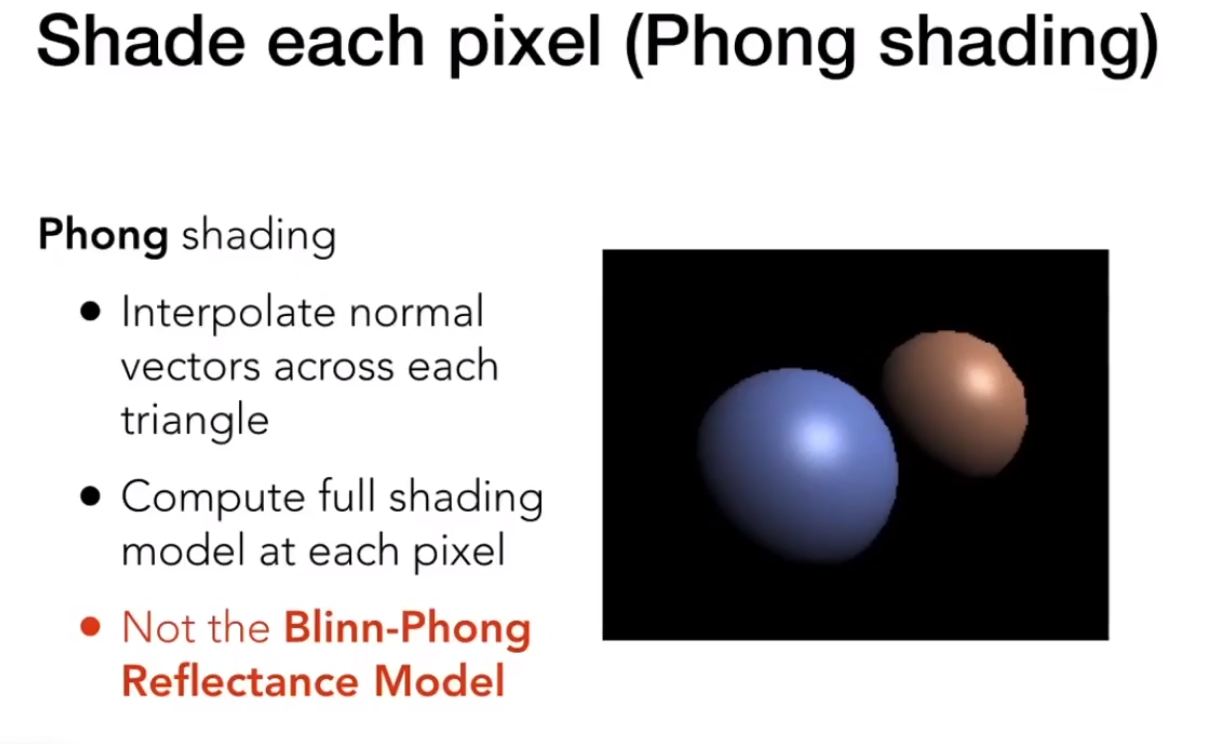 Shade each pixel (Phong shading)
Phong shading
• Interpolate normal
vectors across each
triangle
• Compute full shading
model at each pixel
• Not the Blinn-Phong
Reflectance Model